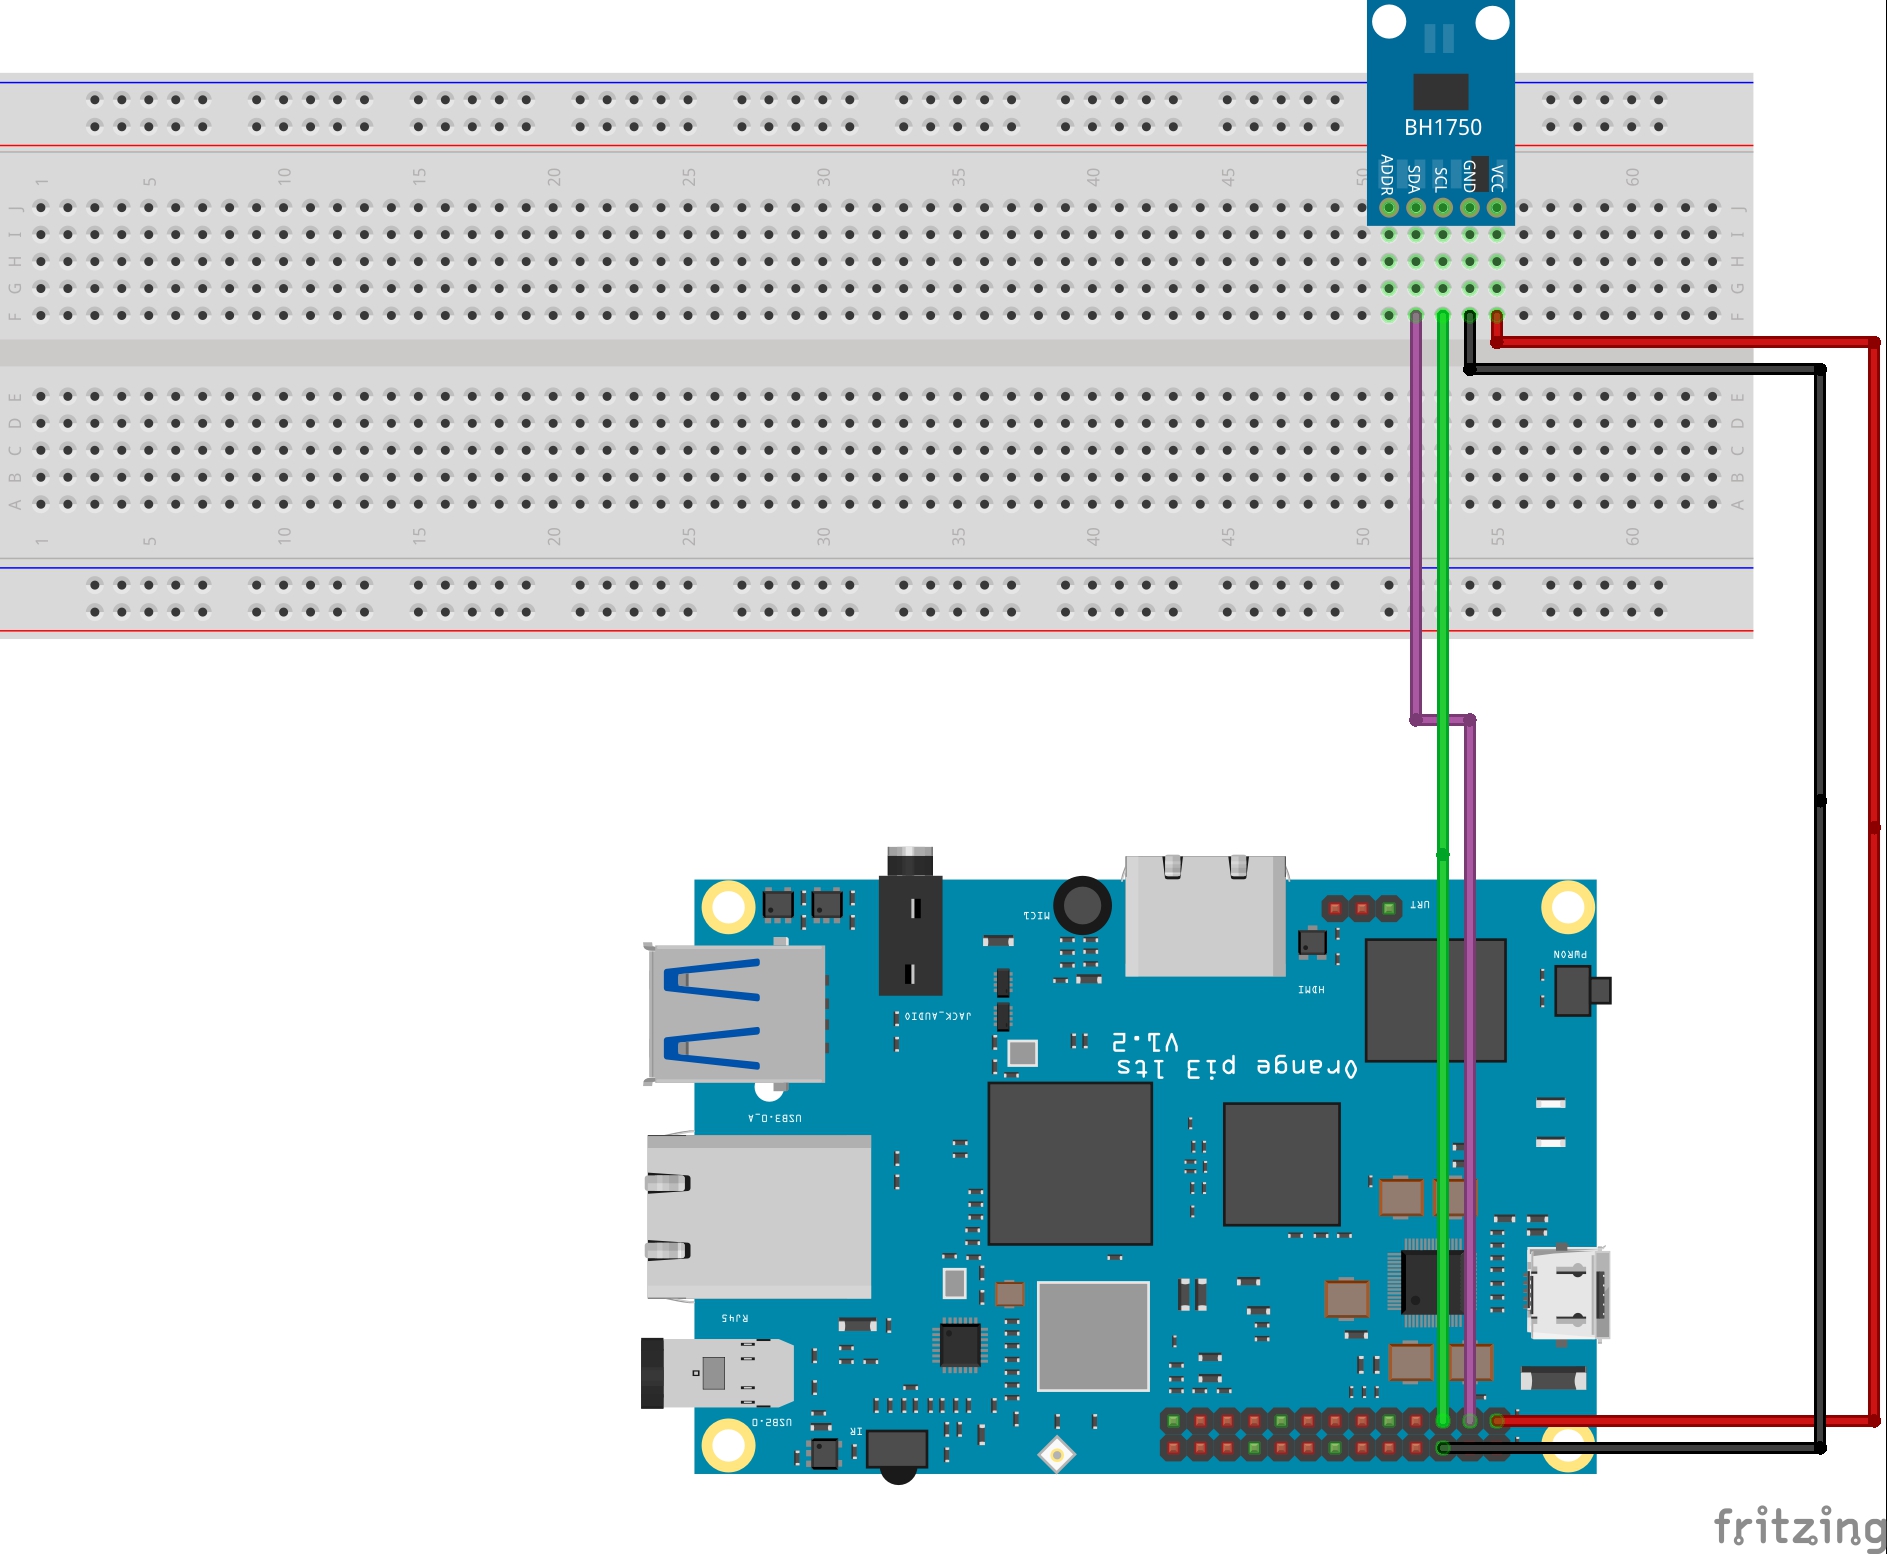 BH1750
ADDR
SDA
SCL
GND
VCC
1
5
10
15
20
25
30
35
40
45
50
60
J
J
I
I
H
H
G
G
F
F
E
E
D
D
C
C
B
B
A
A
1
5
10
15
20
25
30
35
40
45
50
55
60
URT
MIC1
PWRON
HDMI
JACK_AUDIO
V1.2
Orange pi3 lts
USB3.0_A
RJ45
USB2.0
IR
fritzing